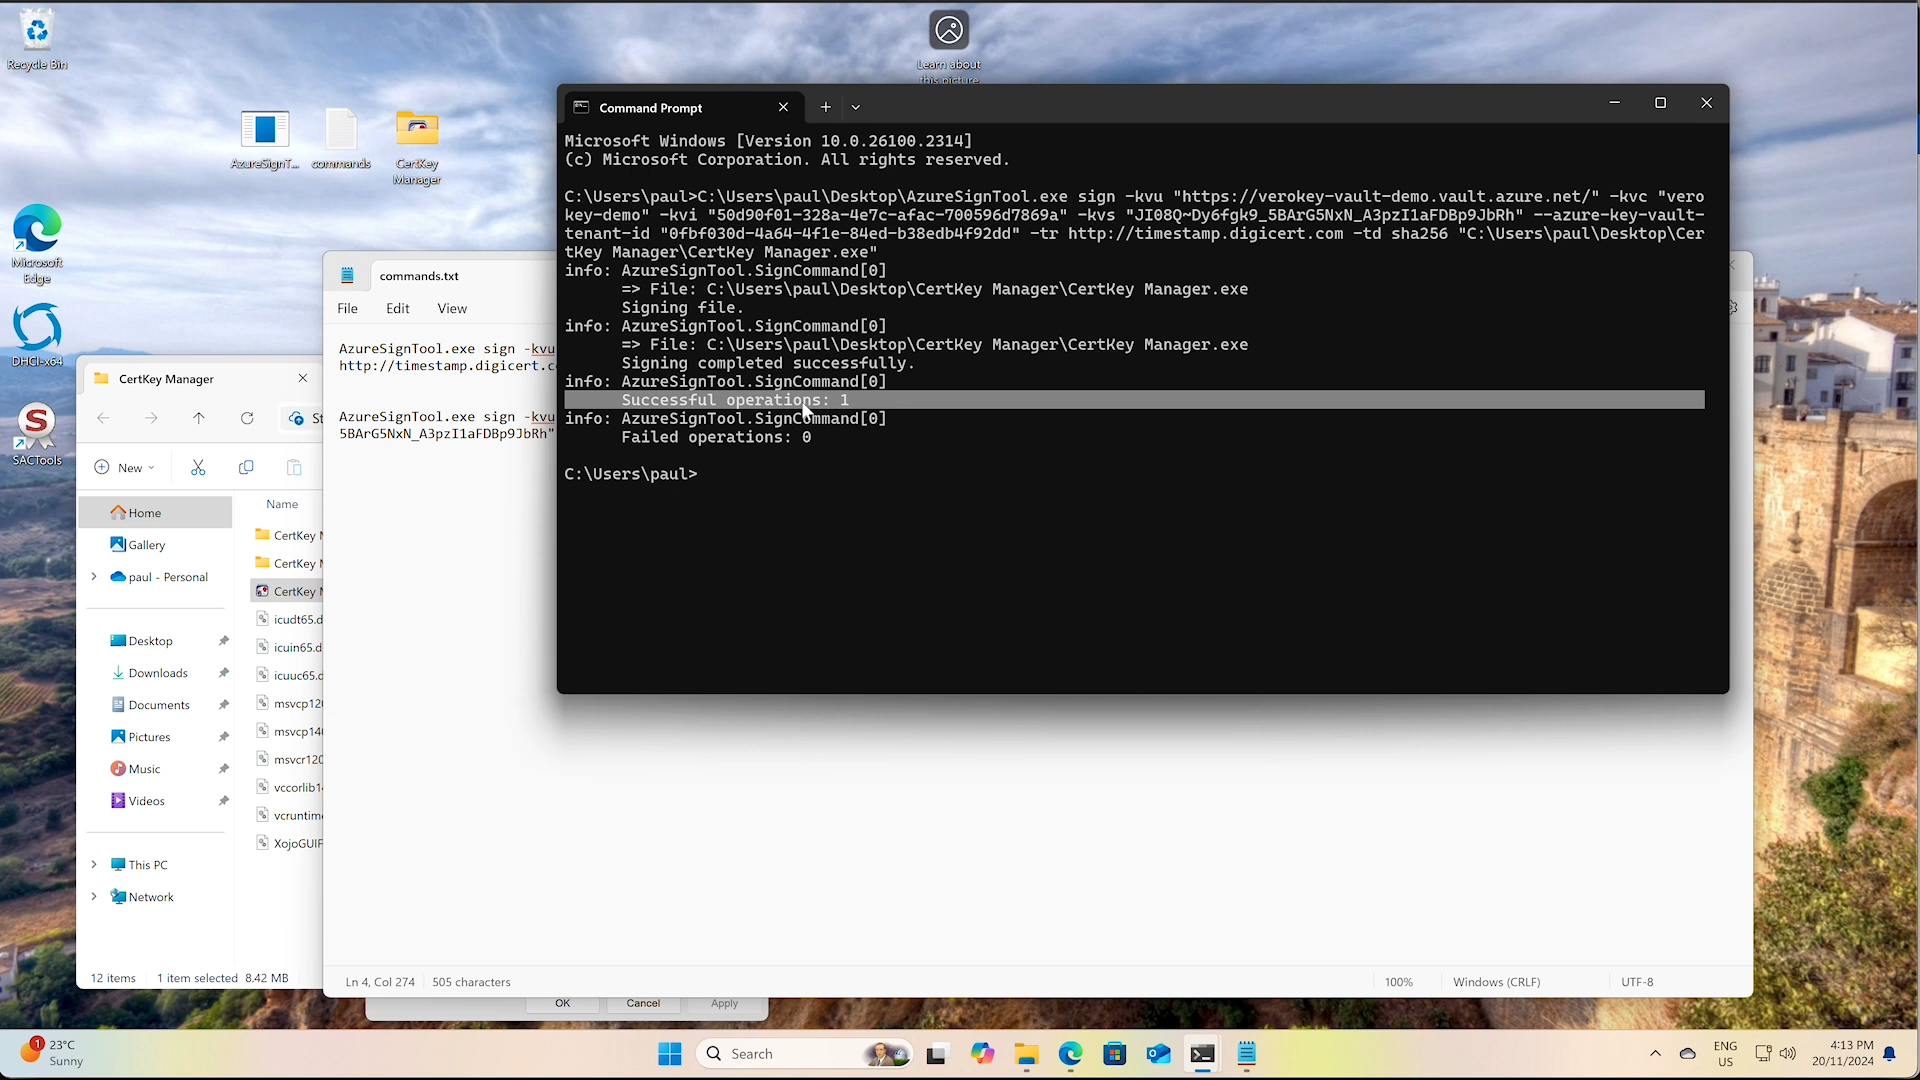 Recycle Bin
Learn about
this picture
AzureSignT...
commands
CertKey
Manager
Microsoft
Edge
DHCI-x64
SACTools
Command Prompt
Microsoft Windows [Version 10.0.26100.2314]
(c) Microsoft Corporation. All rights reserved.
C:\Users\paul>C:\Users\paul\Desktop\AzureSignTool.exe sign -kvu "https://verokey-vault-demo.vault.azure.net/" -kvc "vero
key-demo" -kvi "50d90f01-328a-4e7c-afac-700596d7869a" -kvs "JI08Q~Dy6fgk9_5BArG5NxN_A3pzI1aFDBp9JbRh" --azure-key-vault-
tenant-id "0fbf030d-4a64-4f1e-84ed-b38edb4f92dd" -tr http://timestamp.digicert.com -td sha256 "C:\Users\paul\Desktop\Cer
tKey Manager\CertKey Manager.exe"
info: AzureSignTool.SignCommand[0]
=> File: C:\Users\paul\Desktop\CertKey Manager\CertKey Manager.exe
Signing file.
info: AzureSignTool.SignCommand[0]
=> File: C:\Users\paul\Desktop\CertKey Manager\CertKey Manager.exe
Signing completed successfully.
info: AzureSignTool.SignCommand[0]
Successful operations: 1
info: AzureSignTool.SignCommand[0]
Failed operations: 0
C:\Users\paul>
commands.txt
File Edit View
AzureSignTool.exe sign -kvu
http://timestamp.digicert.c
AzureSignTool.exe sign -kvu
5BArG5NxN_A3pzI1aFDBp9JbRh"
Ln 4, Col 274 505 characters 100% Windows (CRLF) UTF-8
CertKey Manager
St
New
Home
Gallery
paul - Personal
Desktop
Downloads
Documents
Pictures
Music
Videos
This PC
Network
Name
CertKey M
CertKey M
CertKey M
icudt65.d
icuin65.d
icuuc65.d
msvcp120
msvcp140
msvcr120
vccorlib1
vcruntime
XojoGUIF
12 items 1 item selected 8.42 MB
OK Cancel Apply
1
23°C
Sunny
Search
ENG
US
4:13 PM
20/11/2024